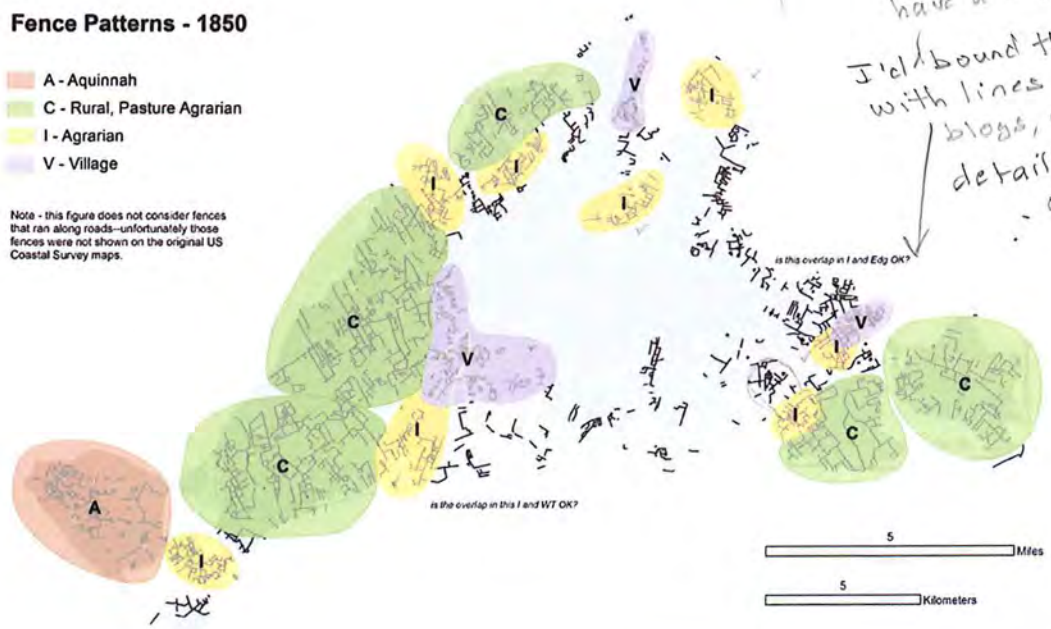 Fence Patterns - 1850
A - Aquinnah
C - Rural, Pasture Agrarian
I - Agrarian
V - Village
Note - this figure does not consider fences
that ran along roads--unfortunately those
fences were not shown on the original US
Coastal Survey maps.
have a
I'd bound
with lines
blogs,
detail
V
I
C
I
I
I
is this overlap in I and Edg OK?
C
V
V
I
C
I
C
I
C
A
is the overlap in this I and WT OK?
I
5
Miles
5
Kilometers